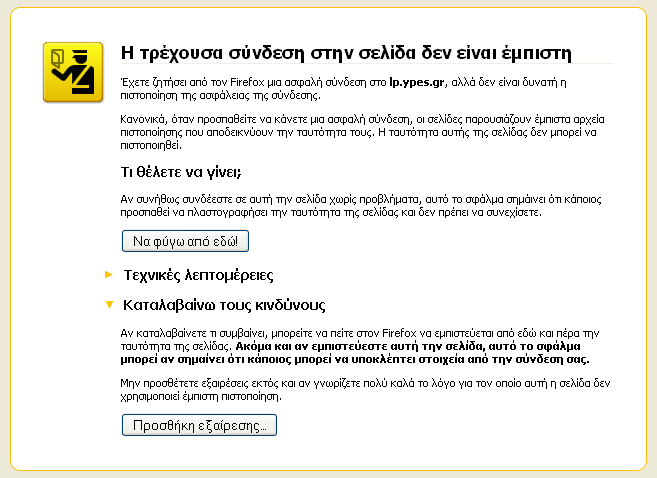 Η τρέχουσα σύνδεση στην σελίδα δεν είναι έμπιστη
Έχετε ζητήσει από τον Firefox μια ασφαλή σύνδεση στο lp.ypes.gr, αλλά δεν είναι δυνατή η
πιστοποίηση της ασφάλειας της σύνδεσης.
Κανονικά, όταν προσπαθείτε να κάνετε μια ασφαλή σύνδεση, οι σελίδες παρουσιάζουν έμπιστα αρχεία
πιστοποίησης που αποδεικνύουν την ταυτότητα τους. Η ταυτότητα αυτής της σελίδας δεν μπορεί να
πιστοποιηθεί.
Τι θέλετε να γίνει;
Αν συνήθως συνδέεστε σε αυτή την σελίδα χωρίς προβλήματα, αυτό το σφάλμα σημάινει ότι κάποιος
προσπαθεί να πλαστογραφήσει την ταυτότητα της σελίδας και δεν πρέπει να συνεχίσετε.
Να φύγω από εδώ!
Τεχνικές λεπτομέρειες
Καταλαβαίνω τους κινδύνους
Αν καταλαβαίνετε τι συμβαίνει, μπορείτε να πείτε στον Firefox να εμπιστεύεται από εδώ και πέρα την
ταυτότητα της σελίδας. Ακόμα και αν εμπιστεύεστε αυτή την σελίδα, αυτό το σφάλμα
μπορεί αν σημαίνει ότι κάποιος μπορεί να υποκλέπτει στοιχεία από την σύνδεση σας.
Μην προσθέτετε εξαιρέσεις εκτός και αν γνωρίζετε πολύ καλά το λόγο για τον οποίο αυτή η σελίδα δεν
χρησιμοποιεί έμπιστη πιστοποίηση.
Προσθήκη εξαίρεσης...